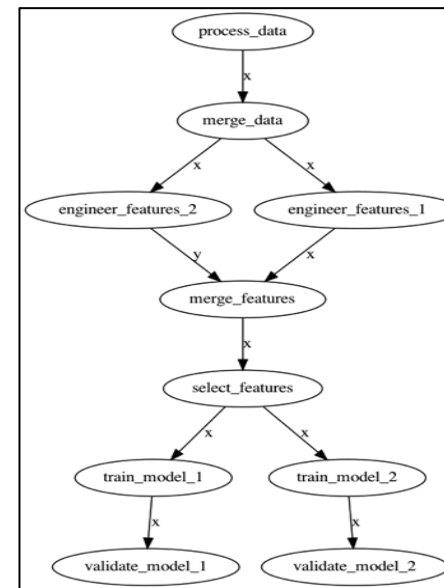 process_data
x
merge_data
x
x
engineer_features_2
engineer_features_1
y
x
merge_features
x
select_features
x
x
train_model_1
train_model_2
x
x
validate_model_1
validate_model_2